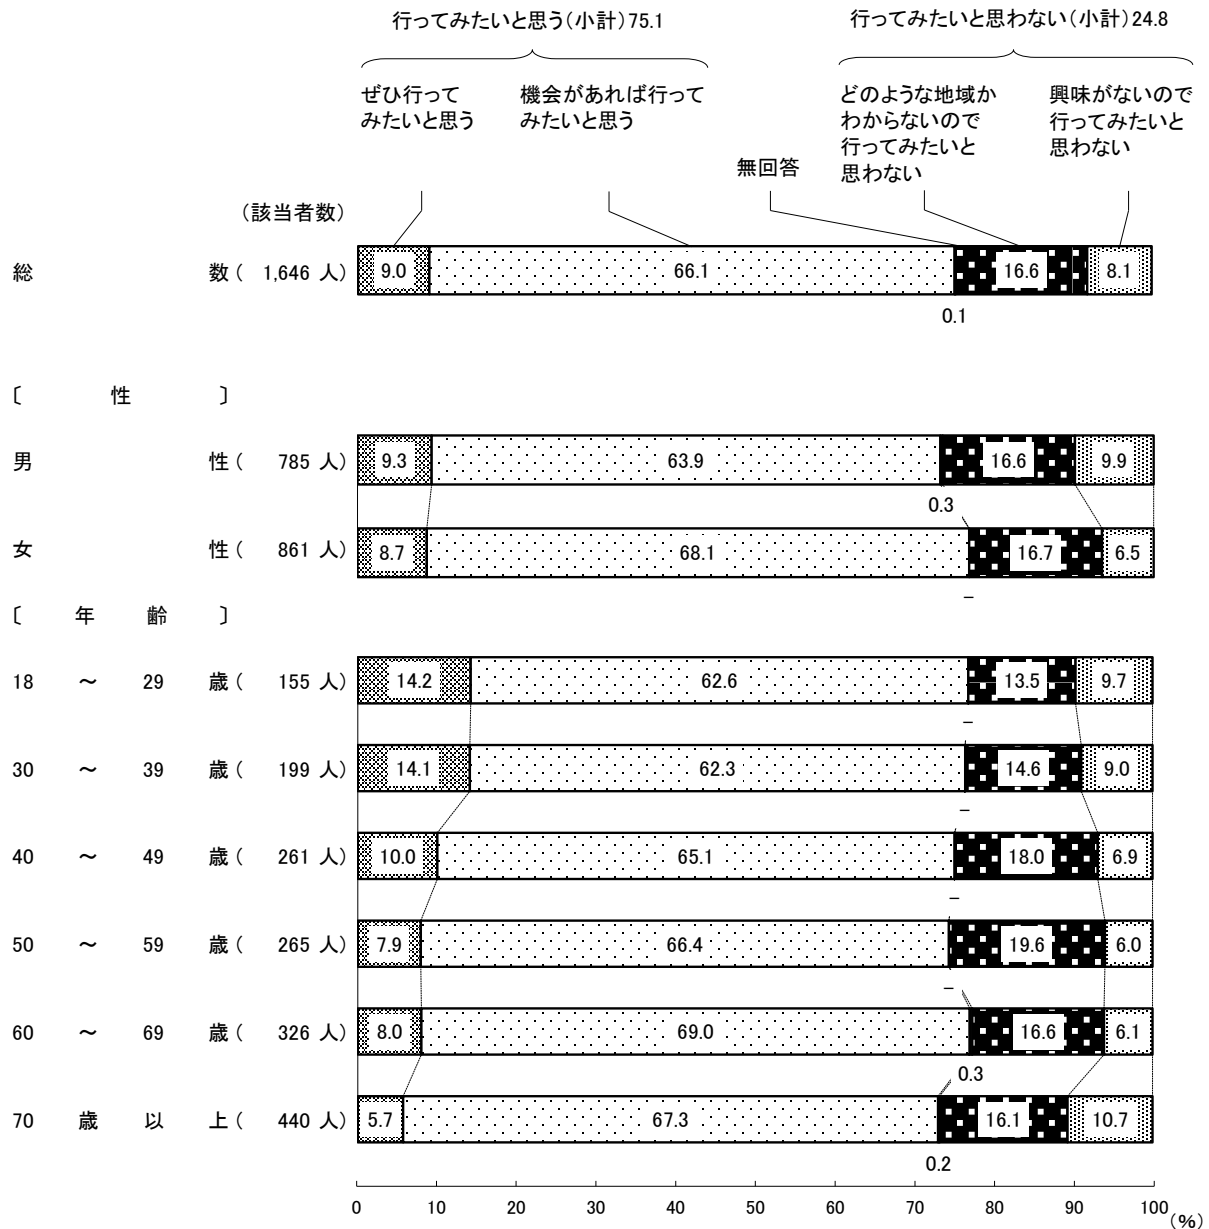 行ってみたいと思う(小計)75.1
行ってみたいと思わない(小計)24.8
ぜひ行って
みたいと思う
機会があれば行って
みたいと思う
無回答
どのような地域か
わからないので
行ってみたいと
思わない
興味がないので
行ってみたいと
思わない
(該当者数)
総 数( 1,646 人) 9.0 66.1 16.6 8.1
0.1
〔 性 〕
男 性( 785 人) 9.3 63.9 16.6 9.9
0.3
女 性( 861 人) 8.7 68.1 16.7 6.5
−
〔 年 齢 〕
18 ～ 29 歳( 155 人) 14.2 62.6 13.5 9.7
−
30 ～ 39 歳( 199 人) 14.1 62.3 14.6 9.0
−
40 ～ 49 歳( 261 人) 10.0 65.1 18.0 6.9
−
50 ～ 59 歳( 265 人) 7.9 66.4 19.6 6.0
−
60 ～ 69 歳( 326 人) 8.0 69.0 16.6 6.1
0.3
70 歳 以 上( 440 人) 5.7 67.3 16.1 10.7
0.2
0 10 20 30 40 50 60 70 80 90 100
(%)